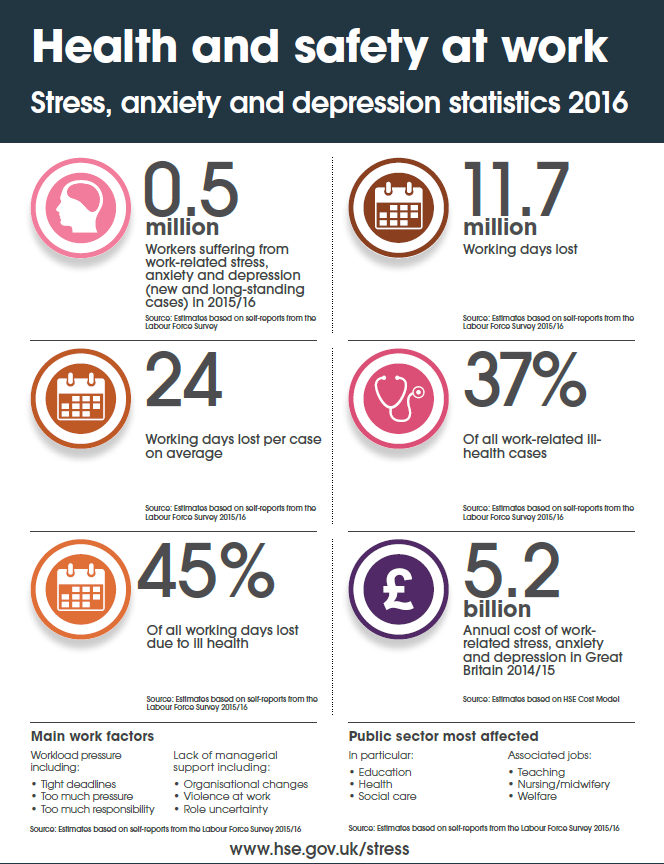 Health and safety at work
Stress, anxiety and depression statistics 2016
0.5
million
Workers suffering from
work-related stress,
anxiety and depression
(new and long-standing
cases) in 2015/16
Source: Estimates based on self-reports from the
Labour Force Survey
11.7
million
Working days lost
Source: Estimates based on self-reports from the
Labour Force Survey 2015/16
24
Working days lost per case
on average
Source: Estimates based on self-reports from the
Labour Force Survey 2015/16
37%
Of all work-related ill-
health cases
Source: Estimates based on self-reports from the
Labour Force Survey 2015/16
45%
Of all working days lost
due to ill health
Source: Estimates based on self-reports from the
Labour Force Survey 2015/16
£
5.2
billion
Annual cost of work-
related stress, anxiety
and depression in Great
Britain 2014/15
Source: Estimates based on HSE Cost Model
Main work factors
Workload pressure
including:
• Tight deadlines
• Too much pressure
• Too much responsibility
Lack of managerial
support including:
• Organisational changes
• Violence at work
• Role uncertainty
Source: Estimates based on self-reports from the Labour Force Survey 2015/16
Public sector most affected
In particular:
• Education
• Health
• Social care
Associated jobs:
• Teaching
• Nursing/midwifery
• Welfare
Source: Estimates based on self-reports from the Labour Force Survey 2015/16
www.hse.gov.uk/stress